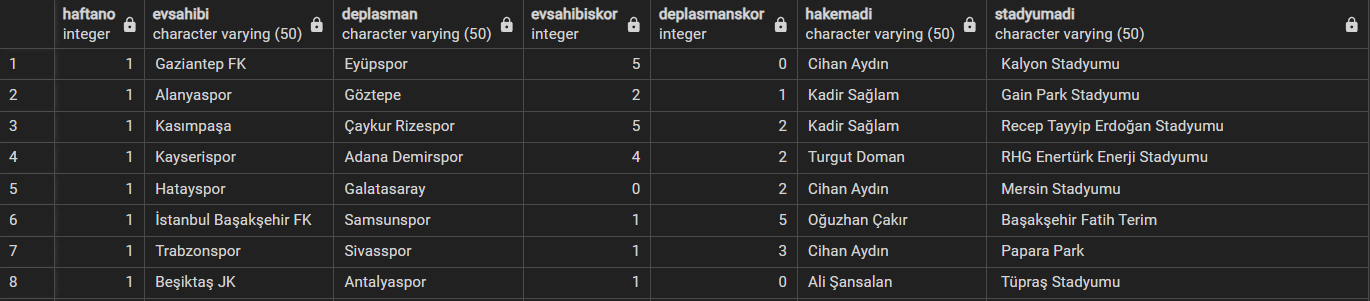 haftano evsahibi deplasman evsahibiskor deplasmanskor hakemadi stadyumadi
integer character varying (50) character varying (50) integer integer character varying (50) character varying (50)
1 1 Gaziantep FK Eyüpspor 5 0 Cihan Aydın Kalyon Stadyumu
2 1 Alanyaspor Göztepe 2 1 Kadir Sağlam Gain Park Stadyumu
3 1 Kasımpaşa Çaykur Rizespor 5 2 Kadir Sağlam Recep Tayyip Erdoğan Stadyumu
4 1 Kayserispor Adana Demirspor 4 2 Turgut Doman RHG Enertürk Enerji Stadyumu
5 1 Hatayspor Galatasaray 0 2 Cihan Aydın Mersin Stadyumu
6 1 İstanbul Başakşehir FK Samsunspor 1 5 Oğuzhan Çakır Başakşehir Fatih Terim
7 1 Trabzonspor Sivasspor 1 3 Cihan Aydın Papara Park
8 1 Beşiktaş JK Antalyaspor 1 0 Ali Şansalan Tüpraş Stadyumu